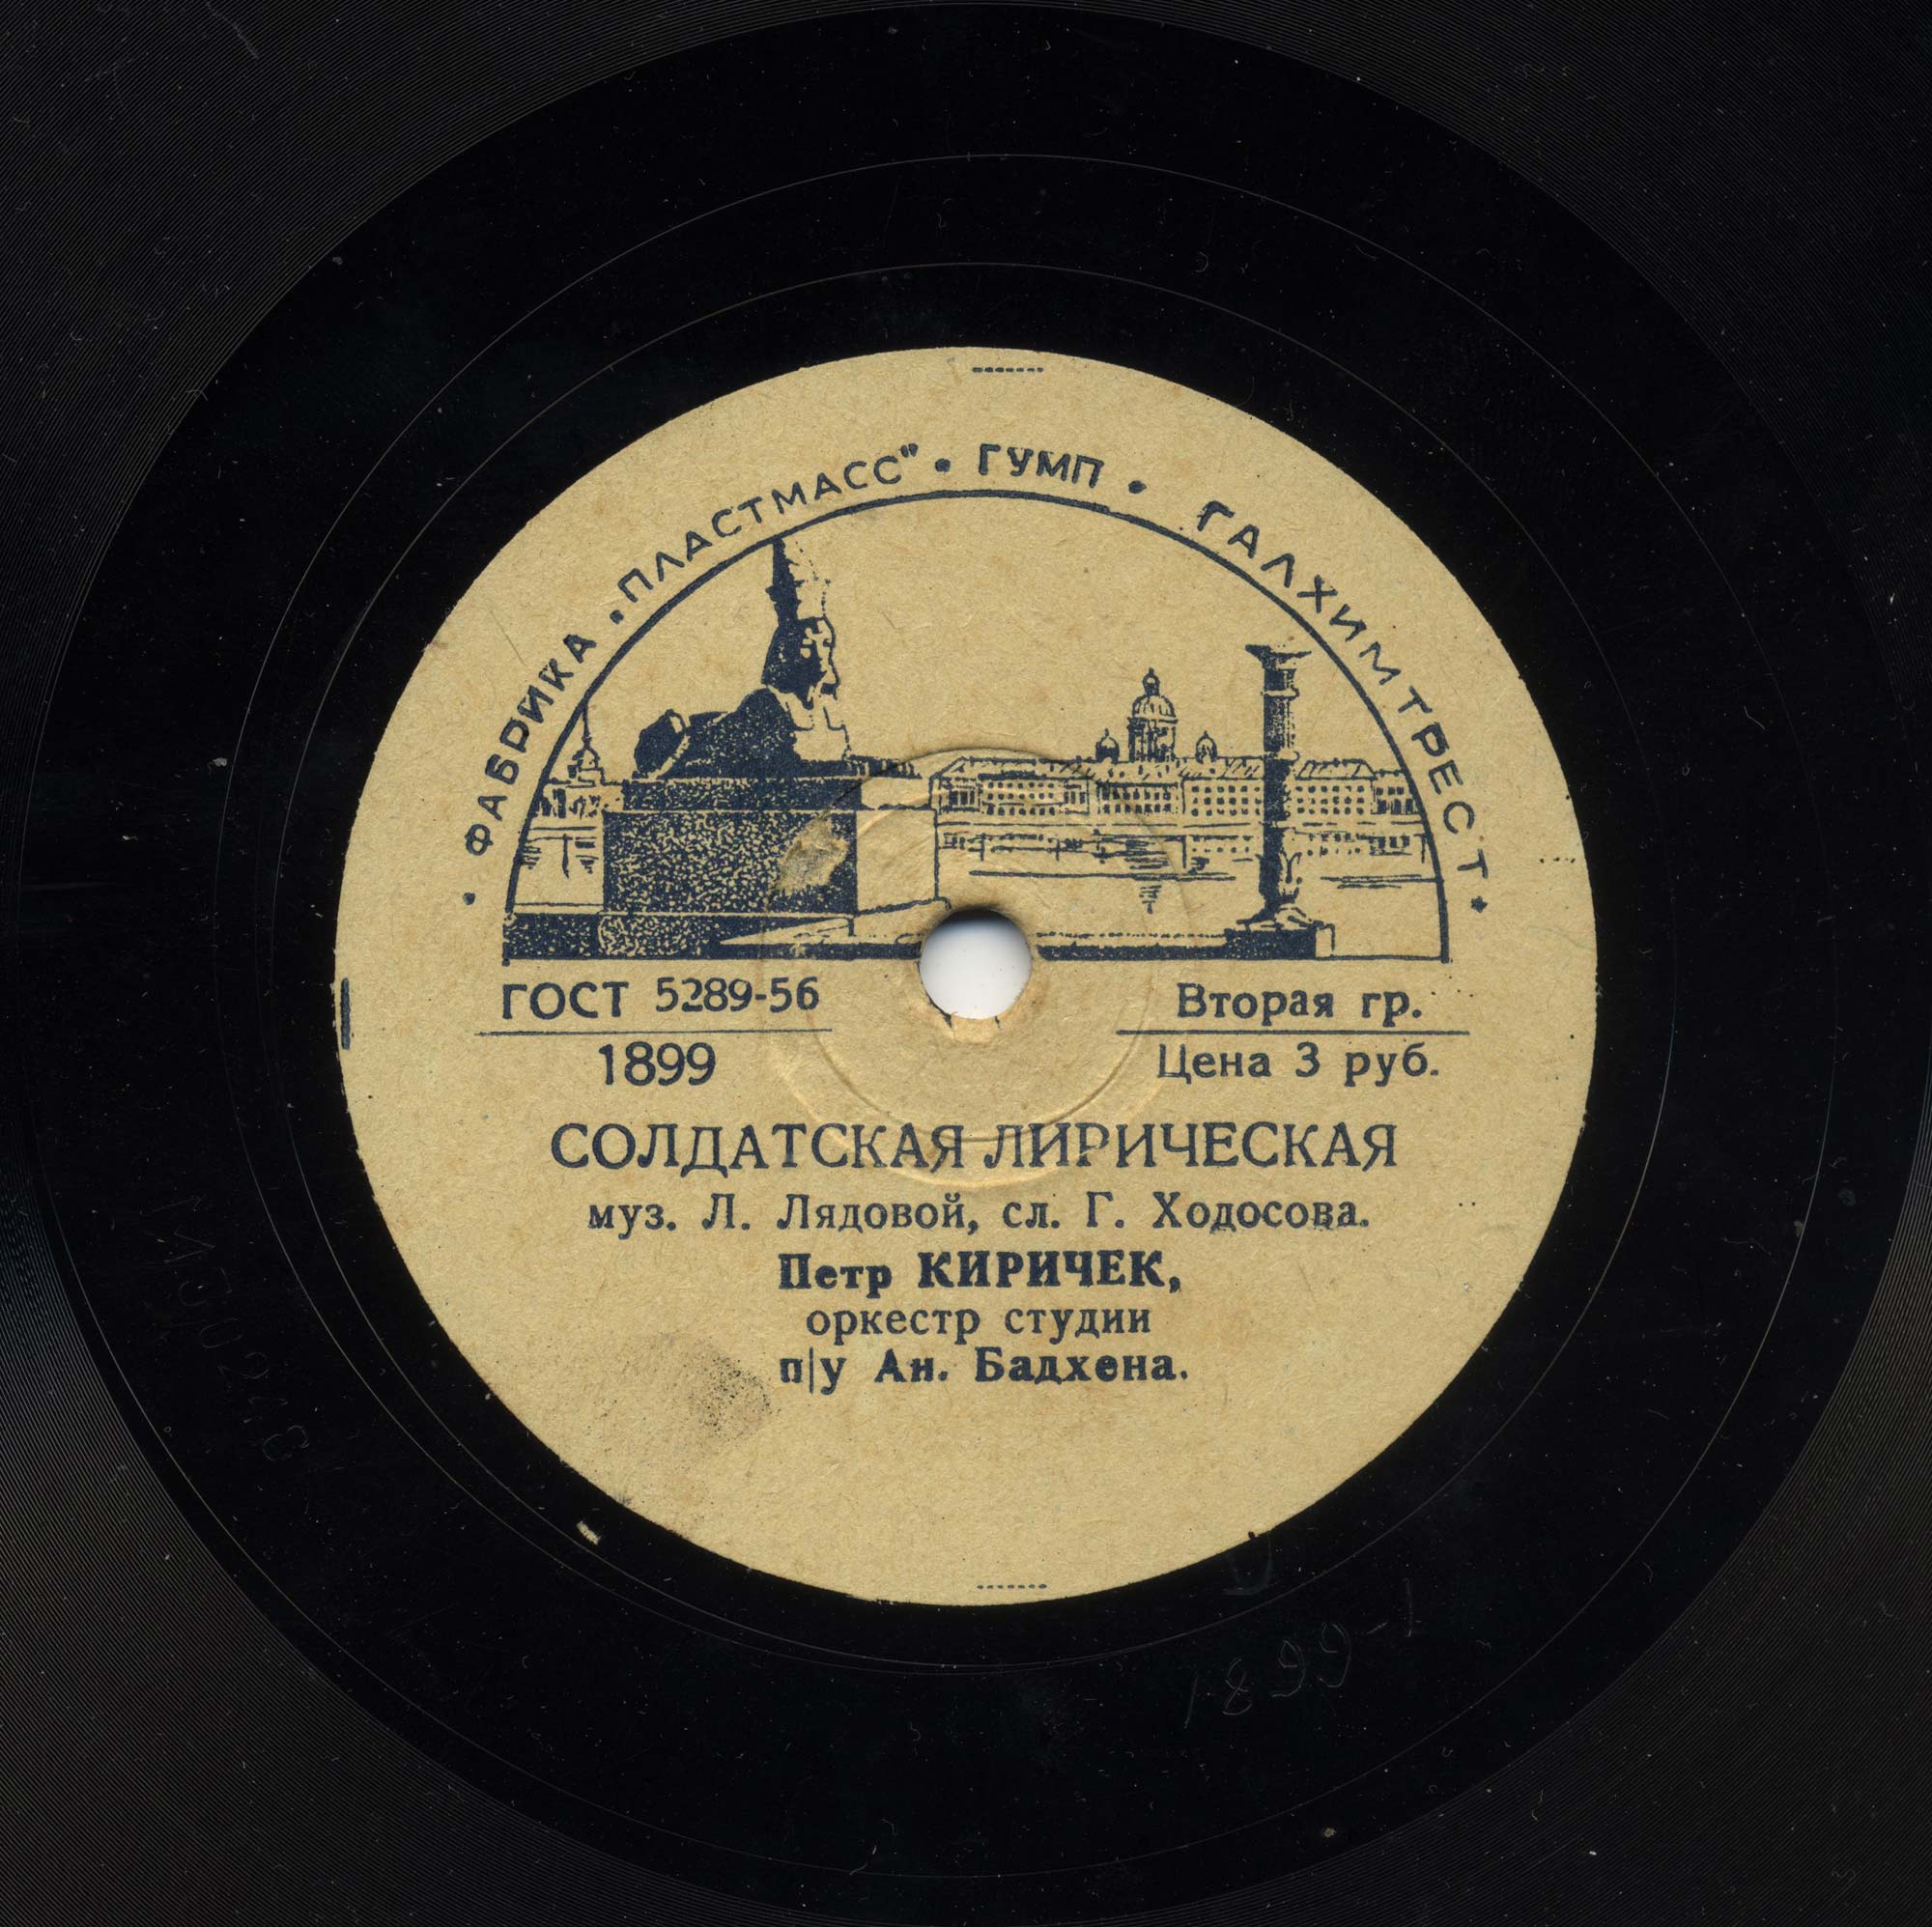 • ФАБРИКА „ПЛАСТМАСС" • ГУМП • ГАЛХИМТРЕСТ •
ГОСТ 5289-56
Вторая гр.
1899
Цена 3 руб.
СОЛДАТСКАЯ ЛИРИЧЕСКАЯ
муз. Л. Лядовой, сл. Г. Ходосова.
Петр КИРИЧЕК,
оркестр студии
п/у Ан. Бадхена.
1899-1